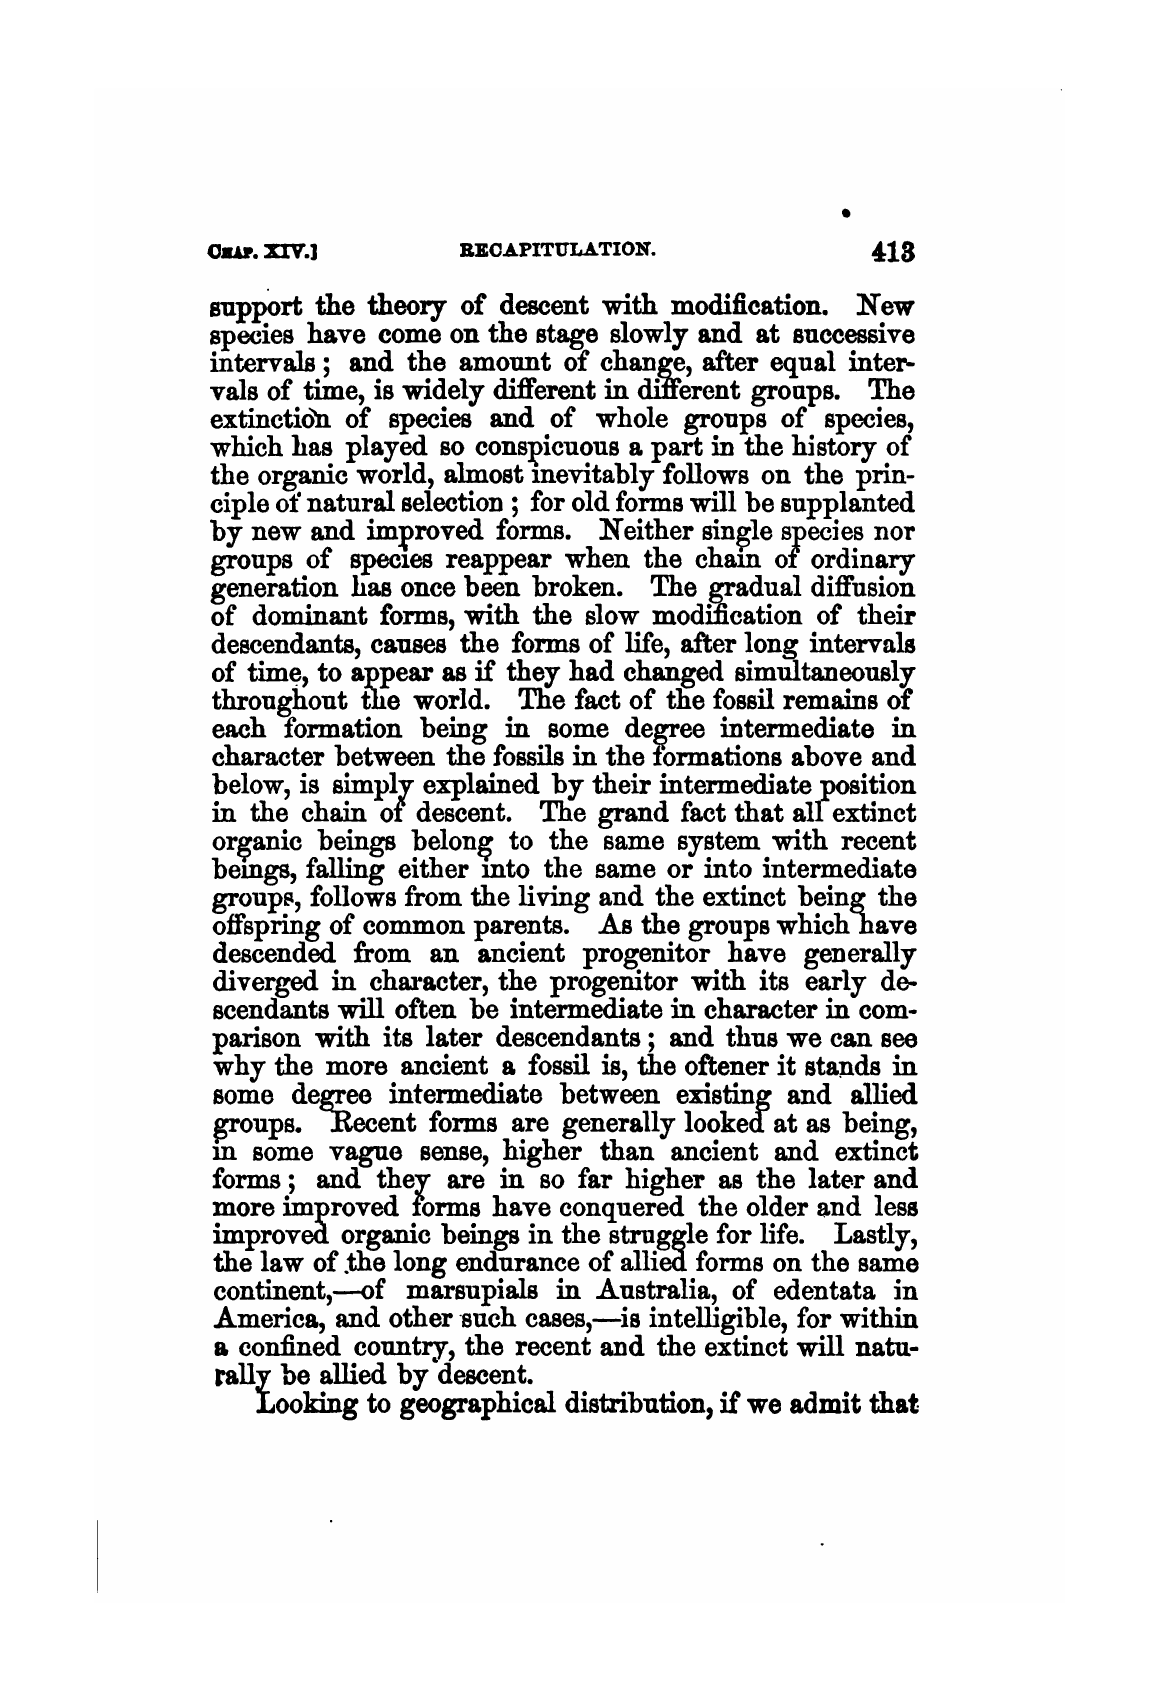 CHAP. XIV.] RECAPITULATION. 413
support the theory of descent with modification. New
species have come on the stage slowly and at successive
intervals ; and the amount of change, after equal inter-
vals of time, is widely different in different groups. The
extinction of species and of whole groups of species,
which has played so conspicuous a part in the history of
the organic world, almost inevitably follows on the prin-
ciple of natural selection ; for old forms will be supplanted
by new and improved forms. Neither single species nor
groups of species reappear when the chain of ordinary
generation has once been broken. The gradual diffusion
of dominant forms, with the slow modification of their
descendants, causes the forms of life, after long intervals
of time, to appear as if they had changed simultaneously
throughout the world. The fact of the fossil remains of
each formation being in some degree intermediate in
character between the fossils in the formations above and
below, is simply explained by their intermediate position
in the chain of descent. The grand fact that all extinct
organic beings belong to the same system with recent
beings, falling either into the same or into intermediate
groups, follows from the living and the extinct being the
offspring of common parents. As the groups which have
descended from an ancient progenitor have generally
diverged in character, the progenitor with its early de-
scendants will often be intermediate in character in com-
parison with its later descendants ; and thus we can see
why the more ancient a fossil is, the oftener it stands in
some degree intermediate between existing and allied
groups. Recent forms are generally looked at as being,
in some vague sense, higher than ancient and extinct
forms ; and they are in so far higher as the later and
more improved forms have conquered the older and less
improved organic beings in the struggle for life. Lastly,
the law of the long endurance of allied forms on the same
continent,—of marsupials in Australia, of edentata in
America, and other such cases,—is intelligible, for within
a confined country, the recent and the extinct will natu-
rally be allied by descent.
Looking to geographical distribution, if we admit that